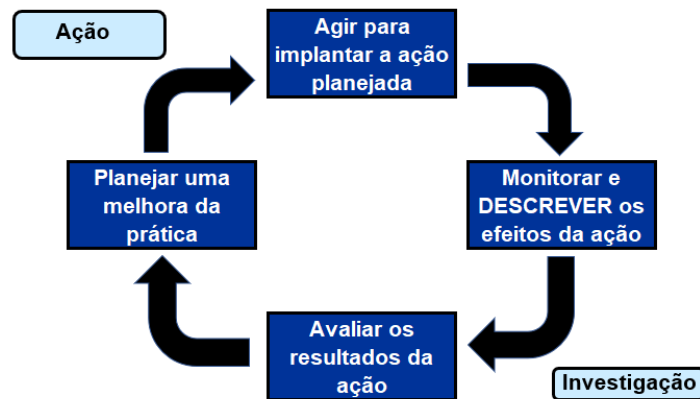 Ação
Agir para
implantar a ação
planejada
Planejar uma
melhora da
prática
Monitorar e
DESCREVER os
efeitos da ação
Avaliar os
resultados da
ação
Investigação